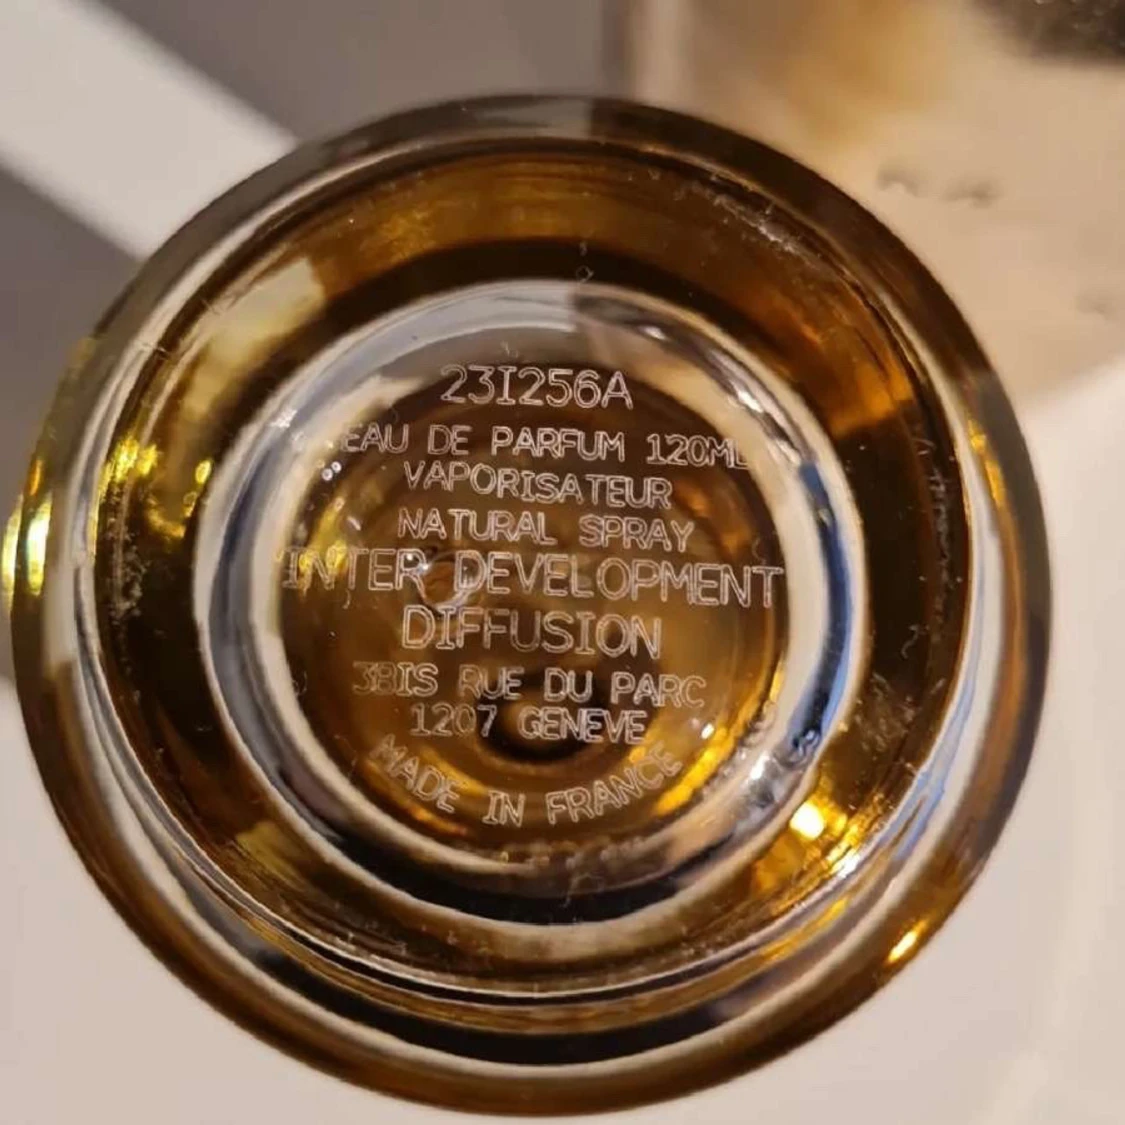 23I256A
EAU DE PARFUM 120ML
VAPORISATEUR
NATURAL SPRAY
INTER DEVELOPMENT
DIFFUSION
3BIS RUE DU PARC
1207 GENEVE
MADE IN FRANCE